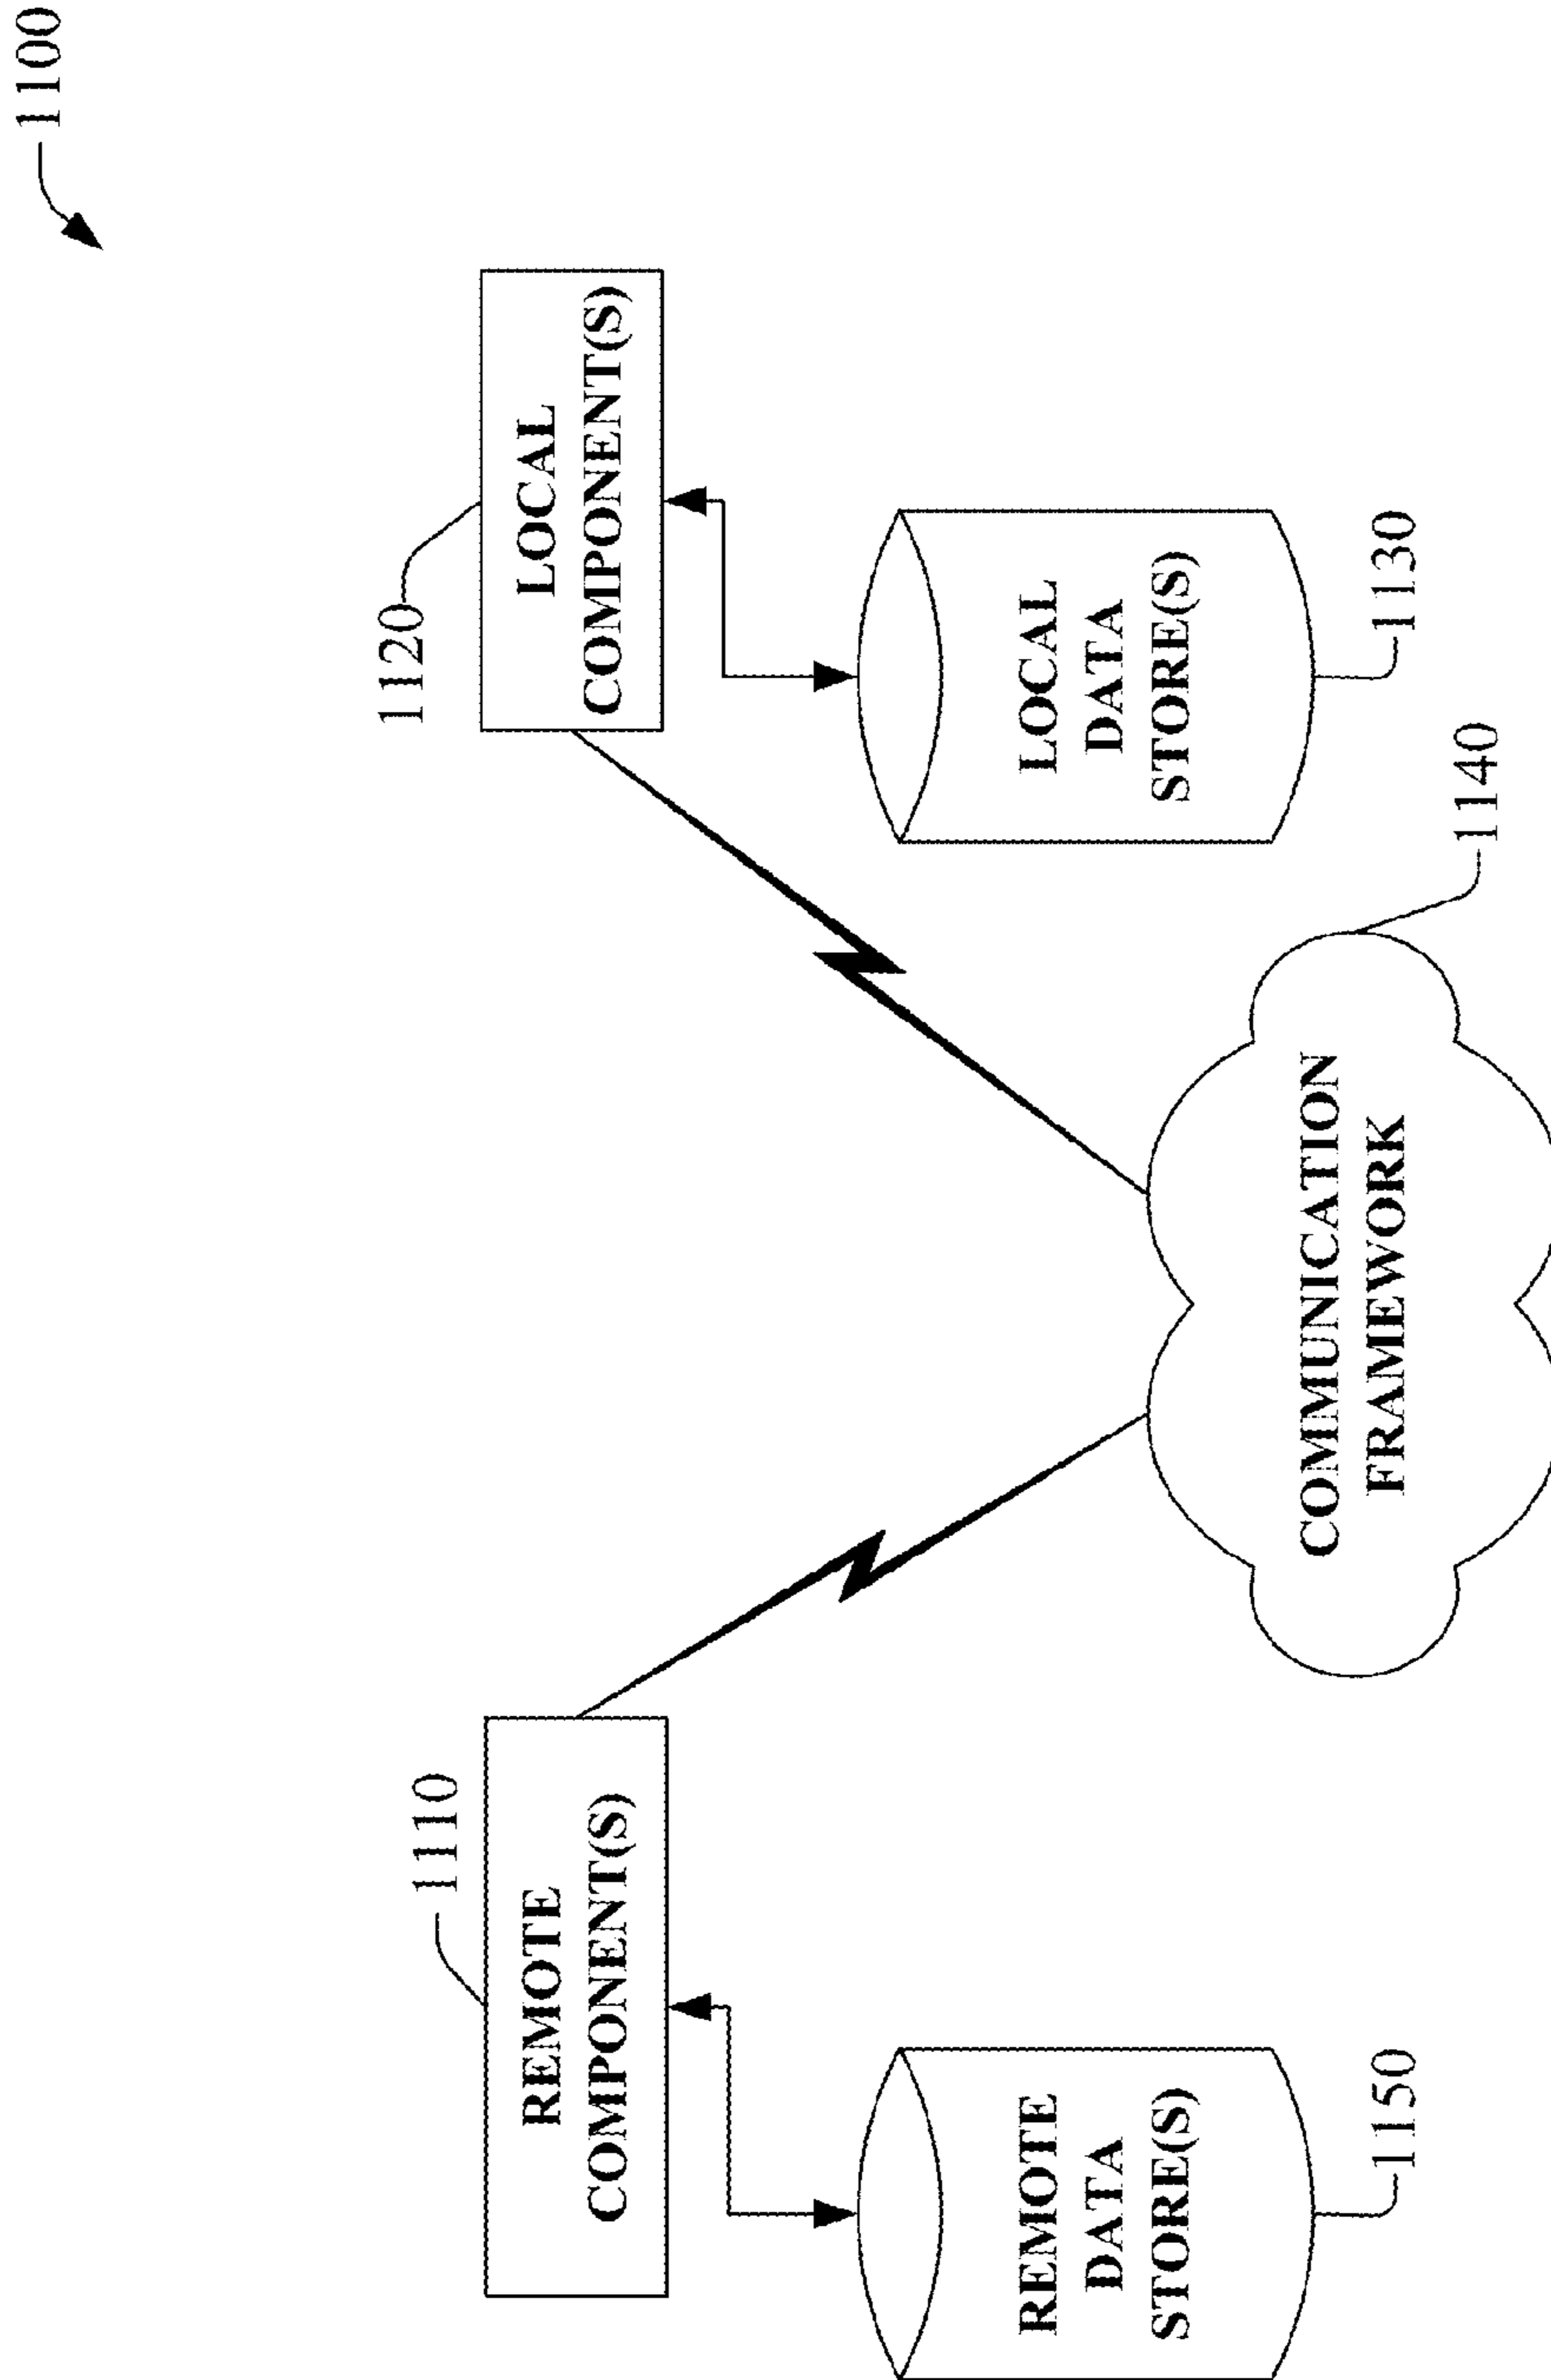 1100
1110
REMOTE
COMPONENT(S)
1120
LOCAL
COMPONENT(S)
REMOTE
DATA
STORE(S)
1150
COMMUNICATION
FRAMEWORK
1140
LOCAL
DATA
STORE(S)
1130